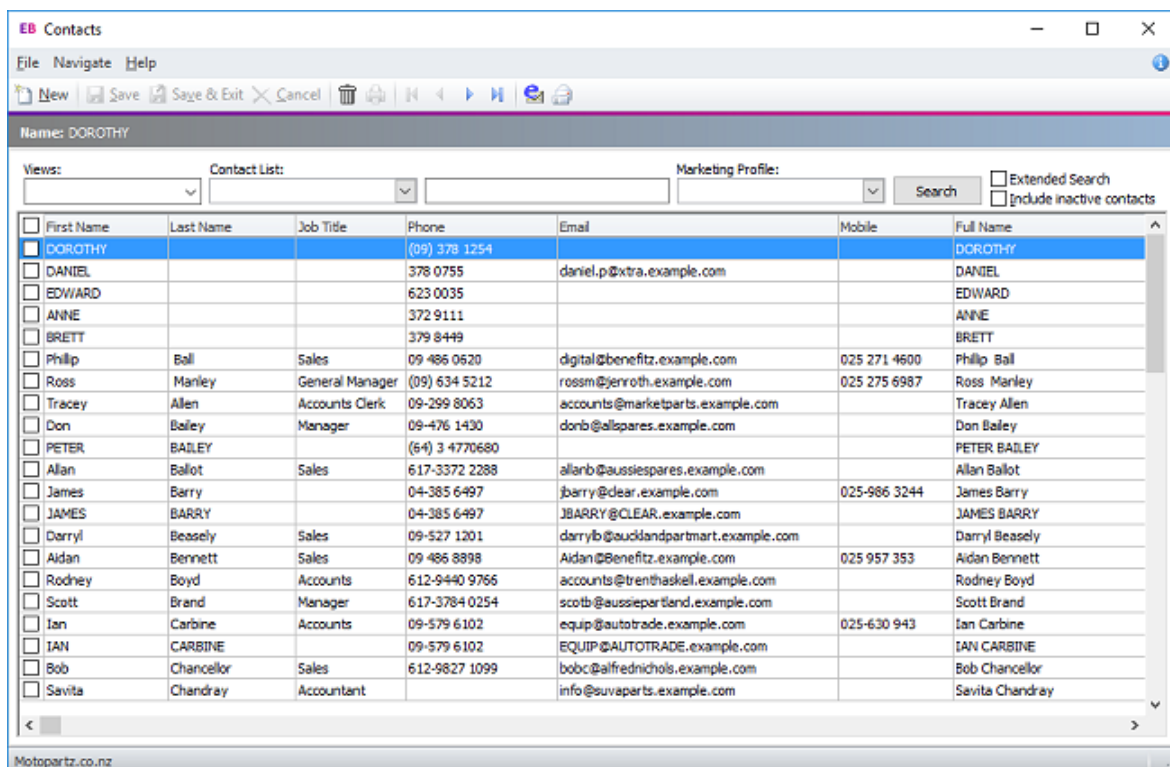 EB Contacts
File Navigate Help
New Save Save & Exit Cancel
Name: DOROTHY
Views: Contact List: Marketing Profile:
Search
Extended Search
Include inactive contacts
First Name Last Name Job Title Phone Email Mobile Full Name
DOROTHY (09) 378 1254 DOROTHY
DANIEL 378 0755 daniel.p@xtra.example.com DANIEL
EDWARD 623 0035 EDWARD
ANNE 372 9111 ANNE
BRETT 379 8449 BRETT
Phillip Ball Sales 09 486 0620 digital@benefitz.example.com 025 271 4600 Phillip Ball
Ross Manley General Manager (09) 634 5212 rossm@jenroth.example.com 025 275 6987 Ross Manley
Tracey Allen Accounts Clerk 09-299 8063 accounts@marketparts.example.com Tracey Allen
Don Bailey Manager 09-476 1430 donb@allspares.example.com Don Bailey
PETER BAILEY (64) 3 4770680 PETER BAILEY
Allan Ballot Sales 617-3372 2288 allanb@aussiespares.example.com Allan Ballot
James Barry 04-385 6497 jbarry@clear.example.com 025-986 3244 James Barry
JAMES BARRY 04-385 6497 JBARRY@CLEAR.example.com JAMES BARRY
Darryl Beasely Sales 09-527 1201 darrylb@aucklandpartmart.example.com Darryl Beasely
Aidan Bennett Sales 09 486 8898 Aidan@Benefitz.example.com 025 957 353 Aidan Bennett
Rodney Boyd Accounts 612-9440 9766 accounts@trenthaskell.example.com Rodney Boyd
Scott Brand Manager 617-3784 0254 scotb@aussiepartland.example.com Scott Brand
Ian Carbine Accounts 09-579 6102 equip@autotrade.example.com 025-630 943 Ian Carbine
IAN CARBINE 09-579 6102 EQUIP@AUTOTRADE.example.com IAN CARBINE
Bob Chancellor Sales 612-9827 1099 bobc@alfrednichols.example.com Bob Chancellor
Savita Chandray Accountant info@suvaparts.example.com Savita Chandray
Motopartz.co.nz